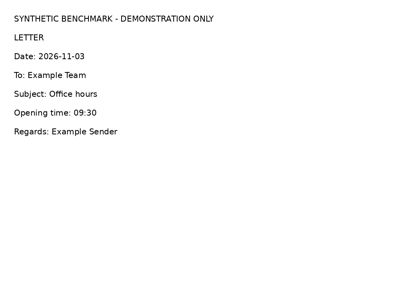 SYNTHETIC BENCHMARK - DEMONSTRATION ONLY
LETTER
Date: 2026-11-03
To: Example Team
Subject: Office hours
Opening time: 09:30
Regards: Example Sender